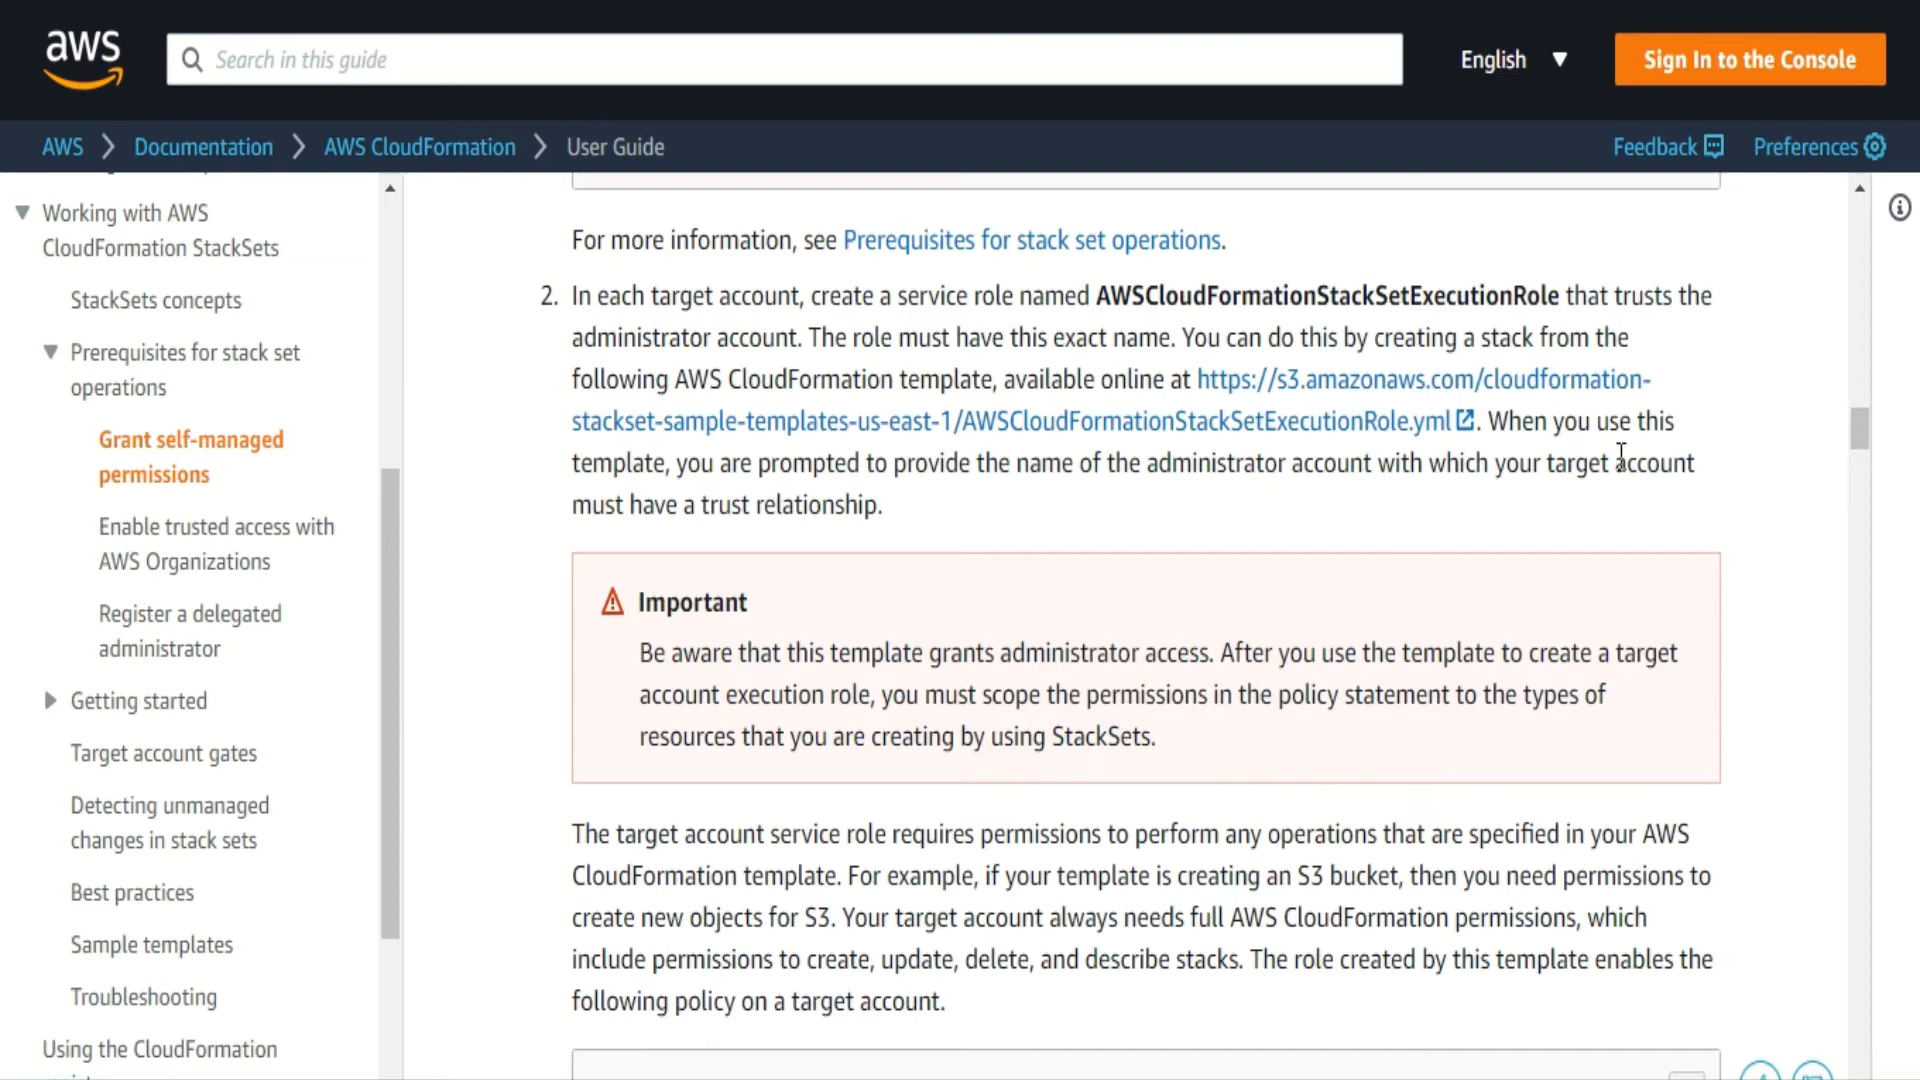 aws
Search in this guide
English
Sign In to the Console
AWS
Documentation
AWS CloudFormation
User Guide
Feedback
Preferences
Working with AWS
CloudFormation StackSets
StackSets concepts
Prerequisites for stack set
operations
Grant self-managed
permissions
Enable trusted access with
AWS Organizations
Register a delegated
administrator
Getting started
Target account gates
Detecting unmanaged
changes in stack sets
Best practices
Sample templates
Troubleshooting
Using the CloudFormation
For more information, see Prerequisites for stack set operations.
2. In each target account, create a service role named AWSCloudFormationStackSetExecutionRole that trusts the
administrator account. The role must have this exact name. You can do this by creating a stack from the
following AWS CloudFormation template, available online at https://s3.amazonaws.com/cloudformation-
stackset-sample-templates-us-east-1/AWSCloudFormationStackSetExecutionRole.yml. When you use this
template, you are prompted to provide the name of the administrator account with which your target account
must have a trust relationship.
Important
Be aware that this template grants administrator access. After you use the template to create a target
account execution role, you must scope the permissions in the policy statement to the types of
resources that you are creating by using StackSets.
The target account service role requires permissions to perform any operations that are specified in your AWS
CloudFormation template. For example, if your template is creating an S3 bucket, then you need permissions to
create new objects for S3. Your target account always needs full AWS CloudFormation permissions, which
include permissions to create, update, delete, and describe stacks. The role created by this template enables the
following policy on a target account.